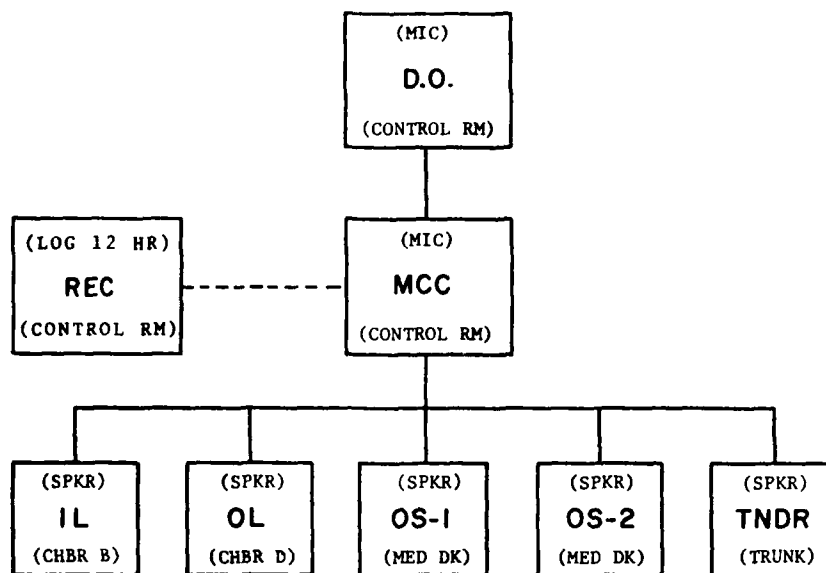 (MIC)
D.O.
(CONTROL RM)
(LOG 12 HR)
REC
(CONTROL RM)
(MIC)
MCC
(CONTROL RM)
(SPKR)
IL
(CHBR B)
(SPKR)
OL
(CHBR D)
(SPKR)
OS-1
(MED DK)
(SPKR)
OS-2
(MED DK)
(SPKR)
TNDR
(TRUNK)